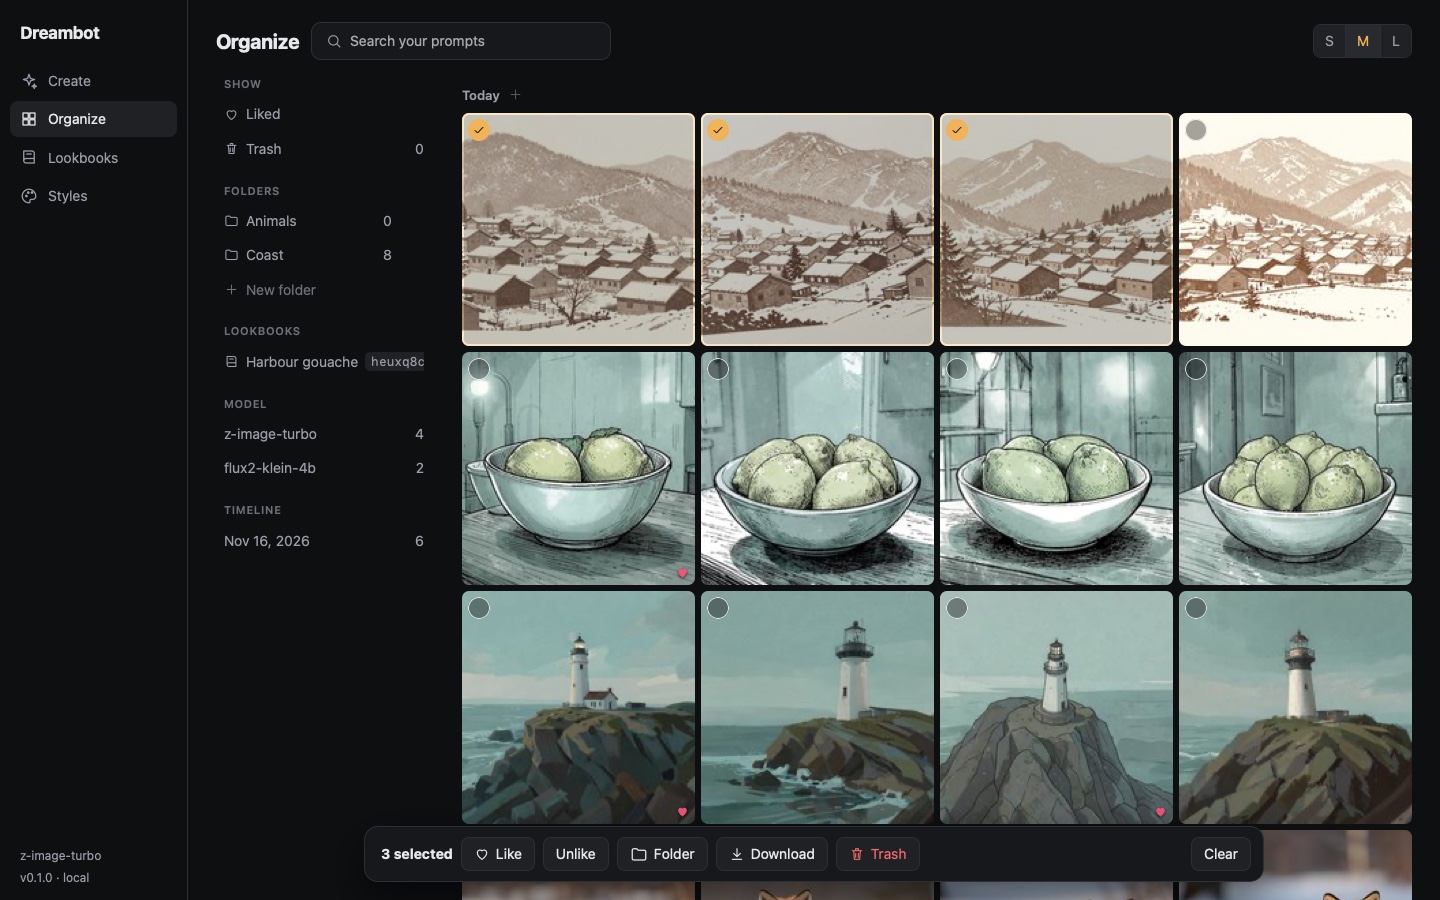 Dreambot
Create
Organize
Lookbooks
Styles
z-image-turbo
v0.1.0 · local
Organize
Search your prompts
S M L
SHOW
Liked
Trash 0
FOLDERS
Animals 0
Coast 8
New folder
LOOKBOOKS
Harbour gouache heuxq8c
MODEL
z-image-turbo 4
flux2-klein-4b 2
TIMELINE
Nov 16, 2026 6
Today
3 selected Like Unlike Folder Download Trash Clear